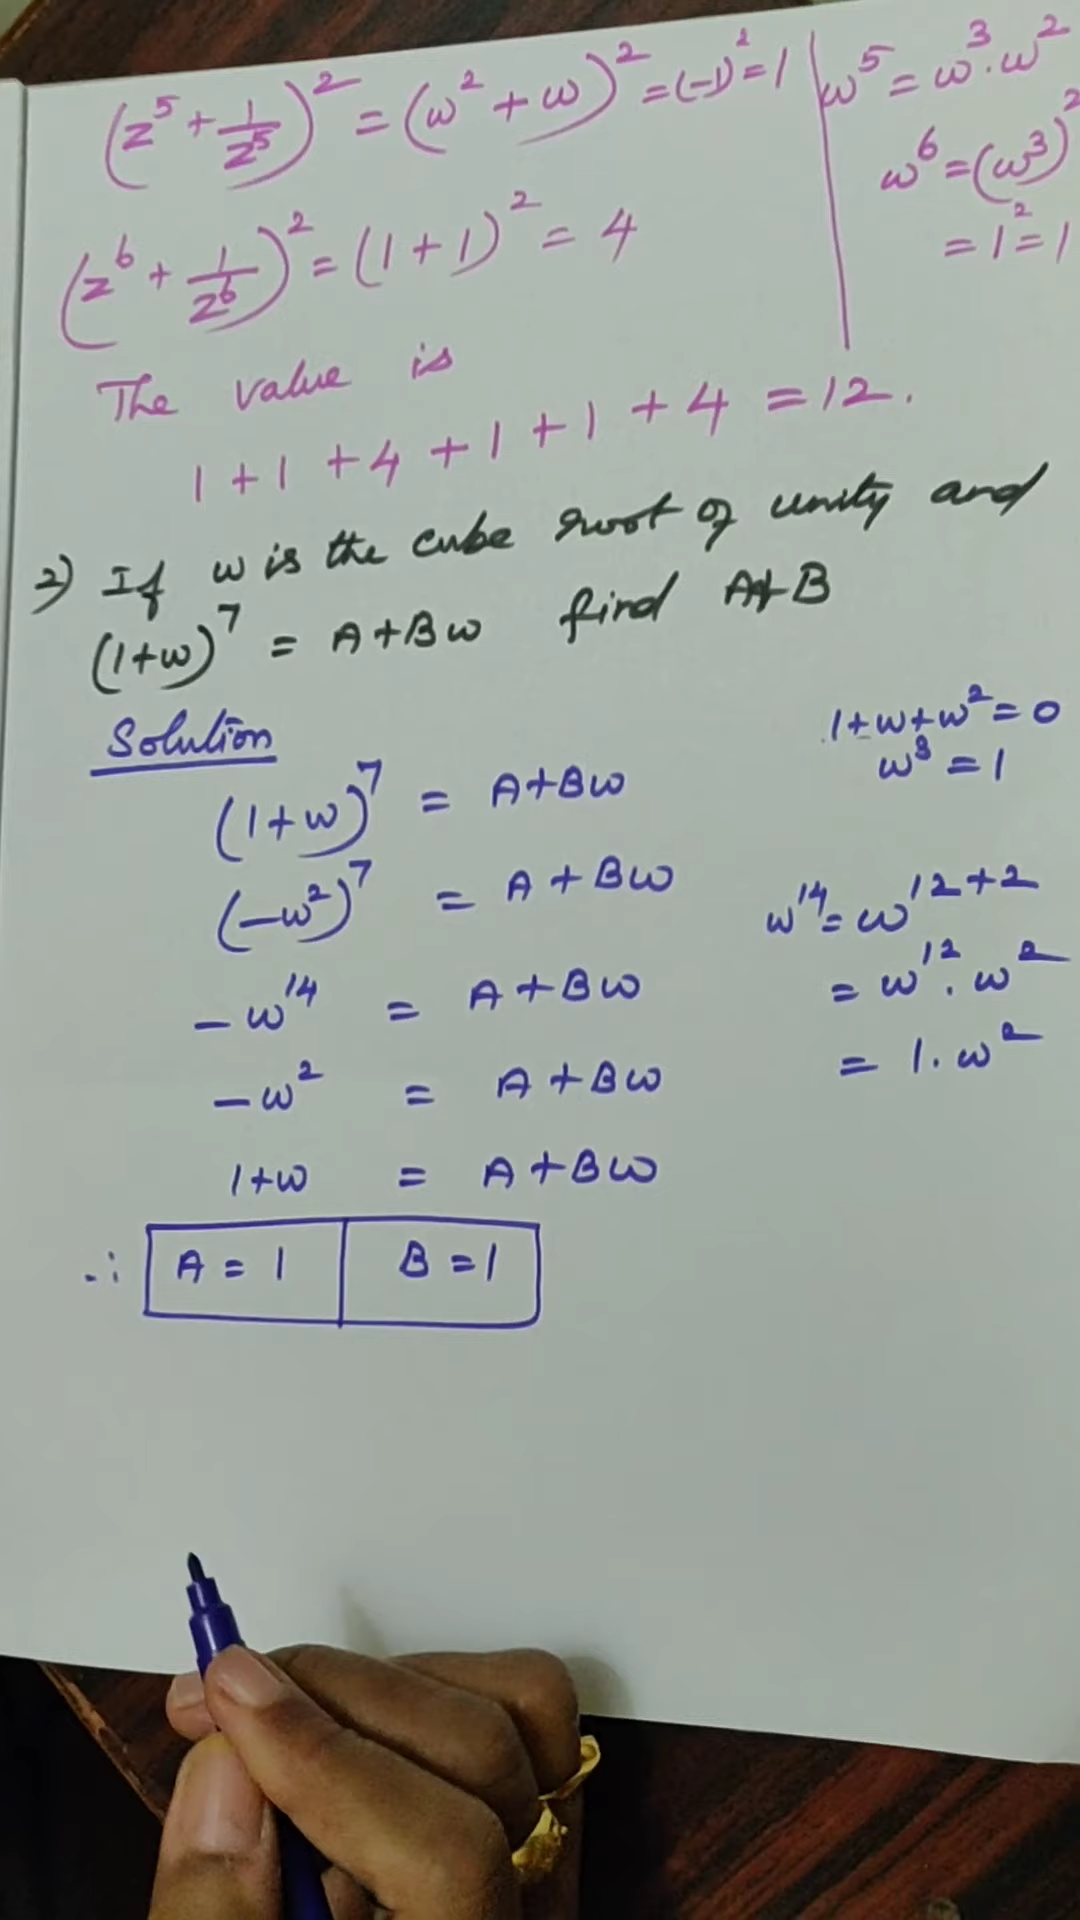 (z⁵ + 1/z⁵)² = (ω² + ω)² = (-1)² = 1
(z⁶ + 1/z⁶)² = (1 + 1)² = 4
ω⁵ = ω³ . ω²
ω⁶ = (ω³)²
= 1² = 1
The value is
1 + 1 + 4 + 1 + 1 + 4 = 12.
2) If ω is the cube root of unity and
(1+ω)⁷ = A+Bω find A+B
Solution
1+ω+ω² = 0
ω³ = 1
(1+ω)⁷ = A+Bω
(-ω²)⁷ = A+Bω
-ω¹⁴ = A+Bω
-ω² = A+Bω
1+ω = A+Bω
ω¹⁴ = ω¹²⁺²
= ω¹² . ω²
= 1 . ω²
∴ A = 1 B = 1